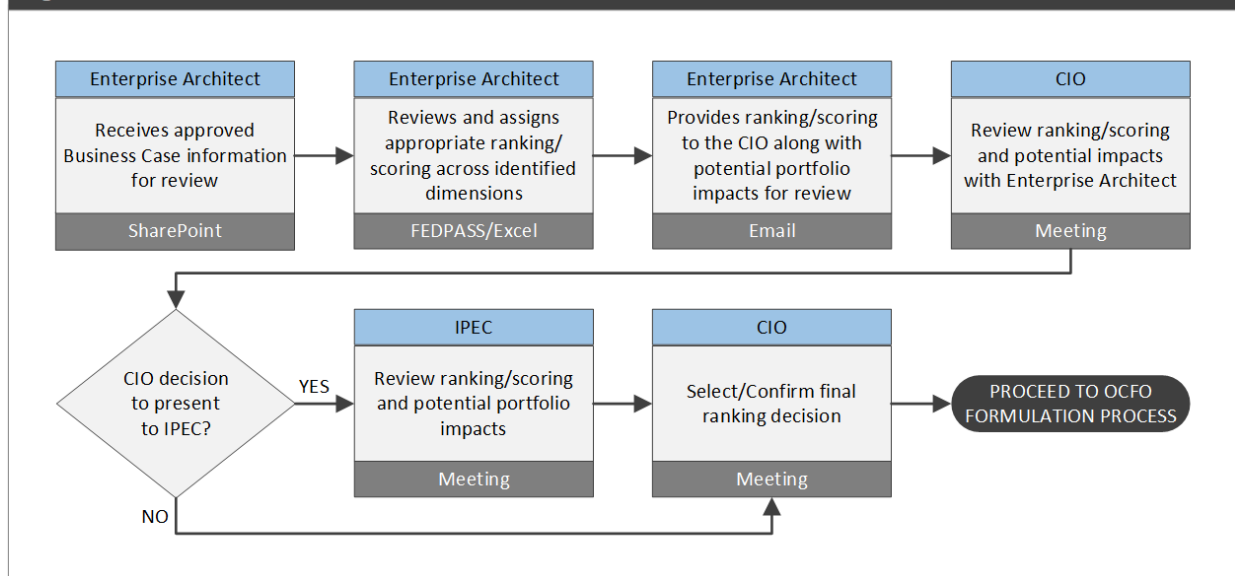 Enterprise Architect
Receives approved
Business Case information
for review
SharePoint
Enterprise Architect
Reviews and assigns
appropriate ranking/
scoring across identified
dimensions
FEDPASS/Excel
Enterprise Architect
Provides ranking/scoring
to the CIO along with
potential portfolio
impacts for review
Email
CIO
Review ranking/scoring
and potential impacts
with Enterprise Architect
Meeting
CIO decision
to present
to IPEC?
YES
NO
IPEC
Review ranking/scoring
and potential portfolio
impacts
Meeting
CIO
Select/Confirm final
ranking decision
Meeting
PROCEED TO OCFO
FORMULATION PROCESS